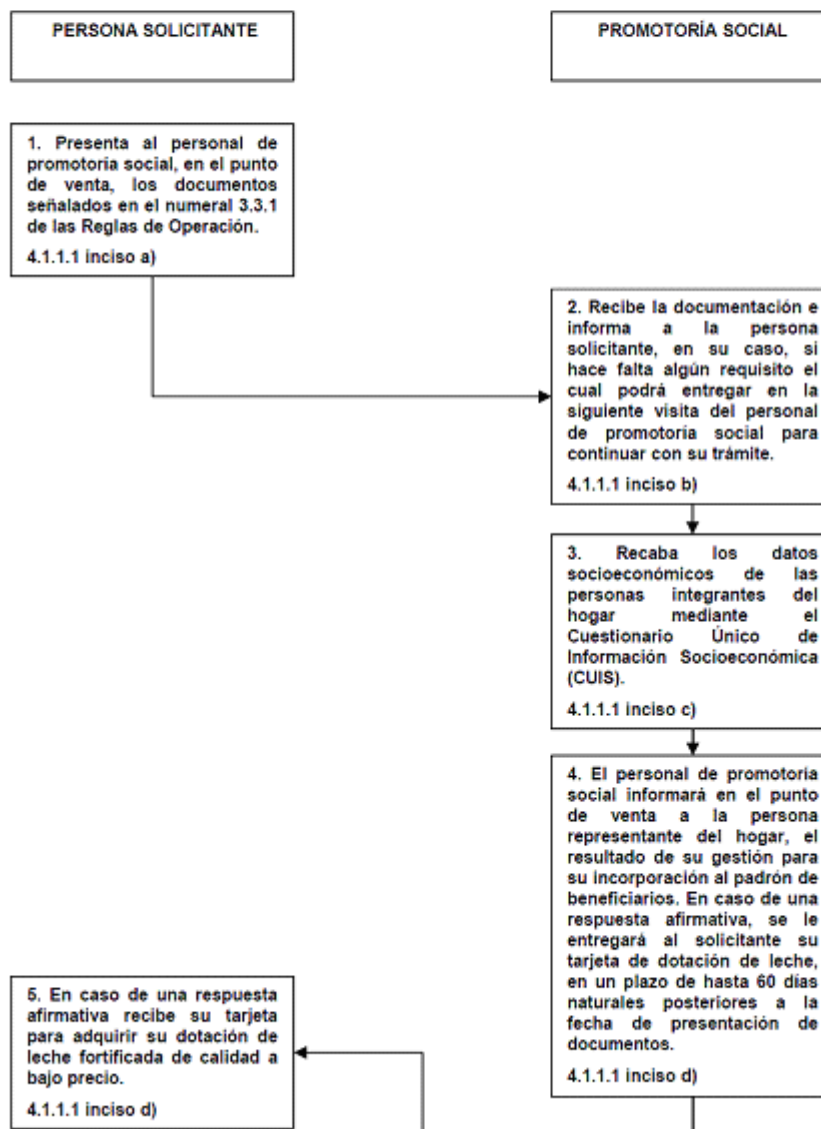 PERSONA SOLICITANTE
PROMOTORÍA SOCIAL
1. Presenta al personal de
promotoría social, en el punto
de venta, los documentos
señalados en el numeral 3.3.1
de las Reglas de Operación.
4.1.1.1 inciso a)
2. Recibe la documentación e
informa a la persona
solicitante, en su caso, si
hace falta algún requisito el
cual podrá entregar en la
siguiente visita del personal
de promotoría social para
continuar con su trámite.
4.1.1.1 inciso b)
3. Recaba los datos
socioeconómicos de las
personas integrantes del
hogar mediante el
Cuestionario Único de
Información Socioeconómica
(CUIS).
4.1.1.1 inciso c)
4. El personal de promotoría
social informará en el punto
de venta a la persona
representante del hogar, el
resultado de su gestión para
su incorporación al padrón de
beneficiarios. En caso de una
respuesta afirmativa, se le
entregará al solicitante su
tarjeta de dotación de leche,
en un plazo de hasta 60 días
naturales posteriores a la
fecha de presentación de
documentos.
4.1.1.1 inciso d)
5. En caso de una respuesta
afirmativa recibe su tarjeta
para adquirir su dotación de
leche fortificada de calidad a
bajo precio.
4.1.1.1 inciso d)